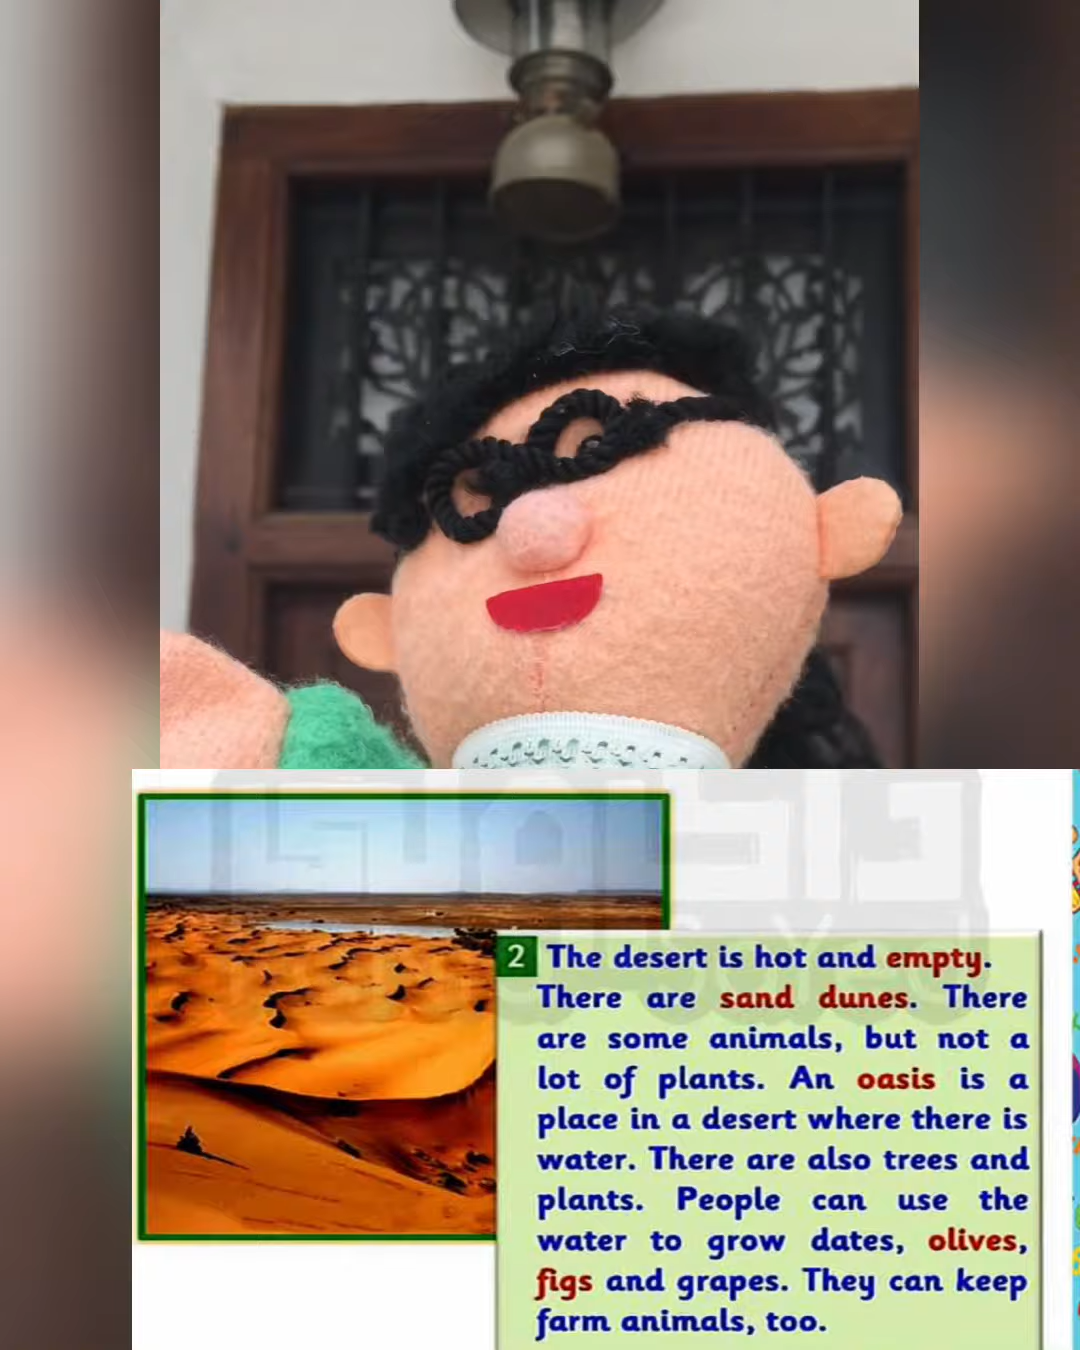 2 The desert is hot and empty.
There are sand dunes. There
are some animals, but not a
lot of plants. An oasis is a
place in a desert where there is
water. There are also trees and
plants. People can use the
water to grow dates, olives,
figs and grapes. They can keep
farm animals, too.